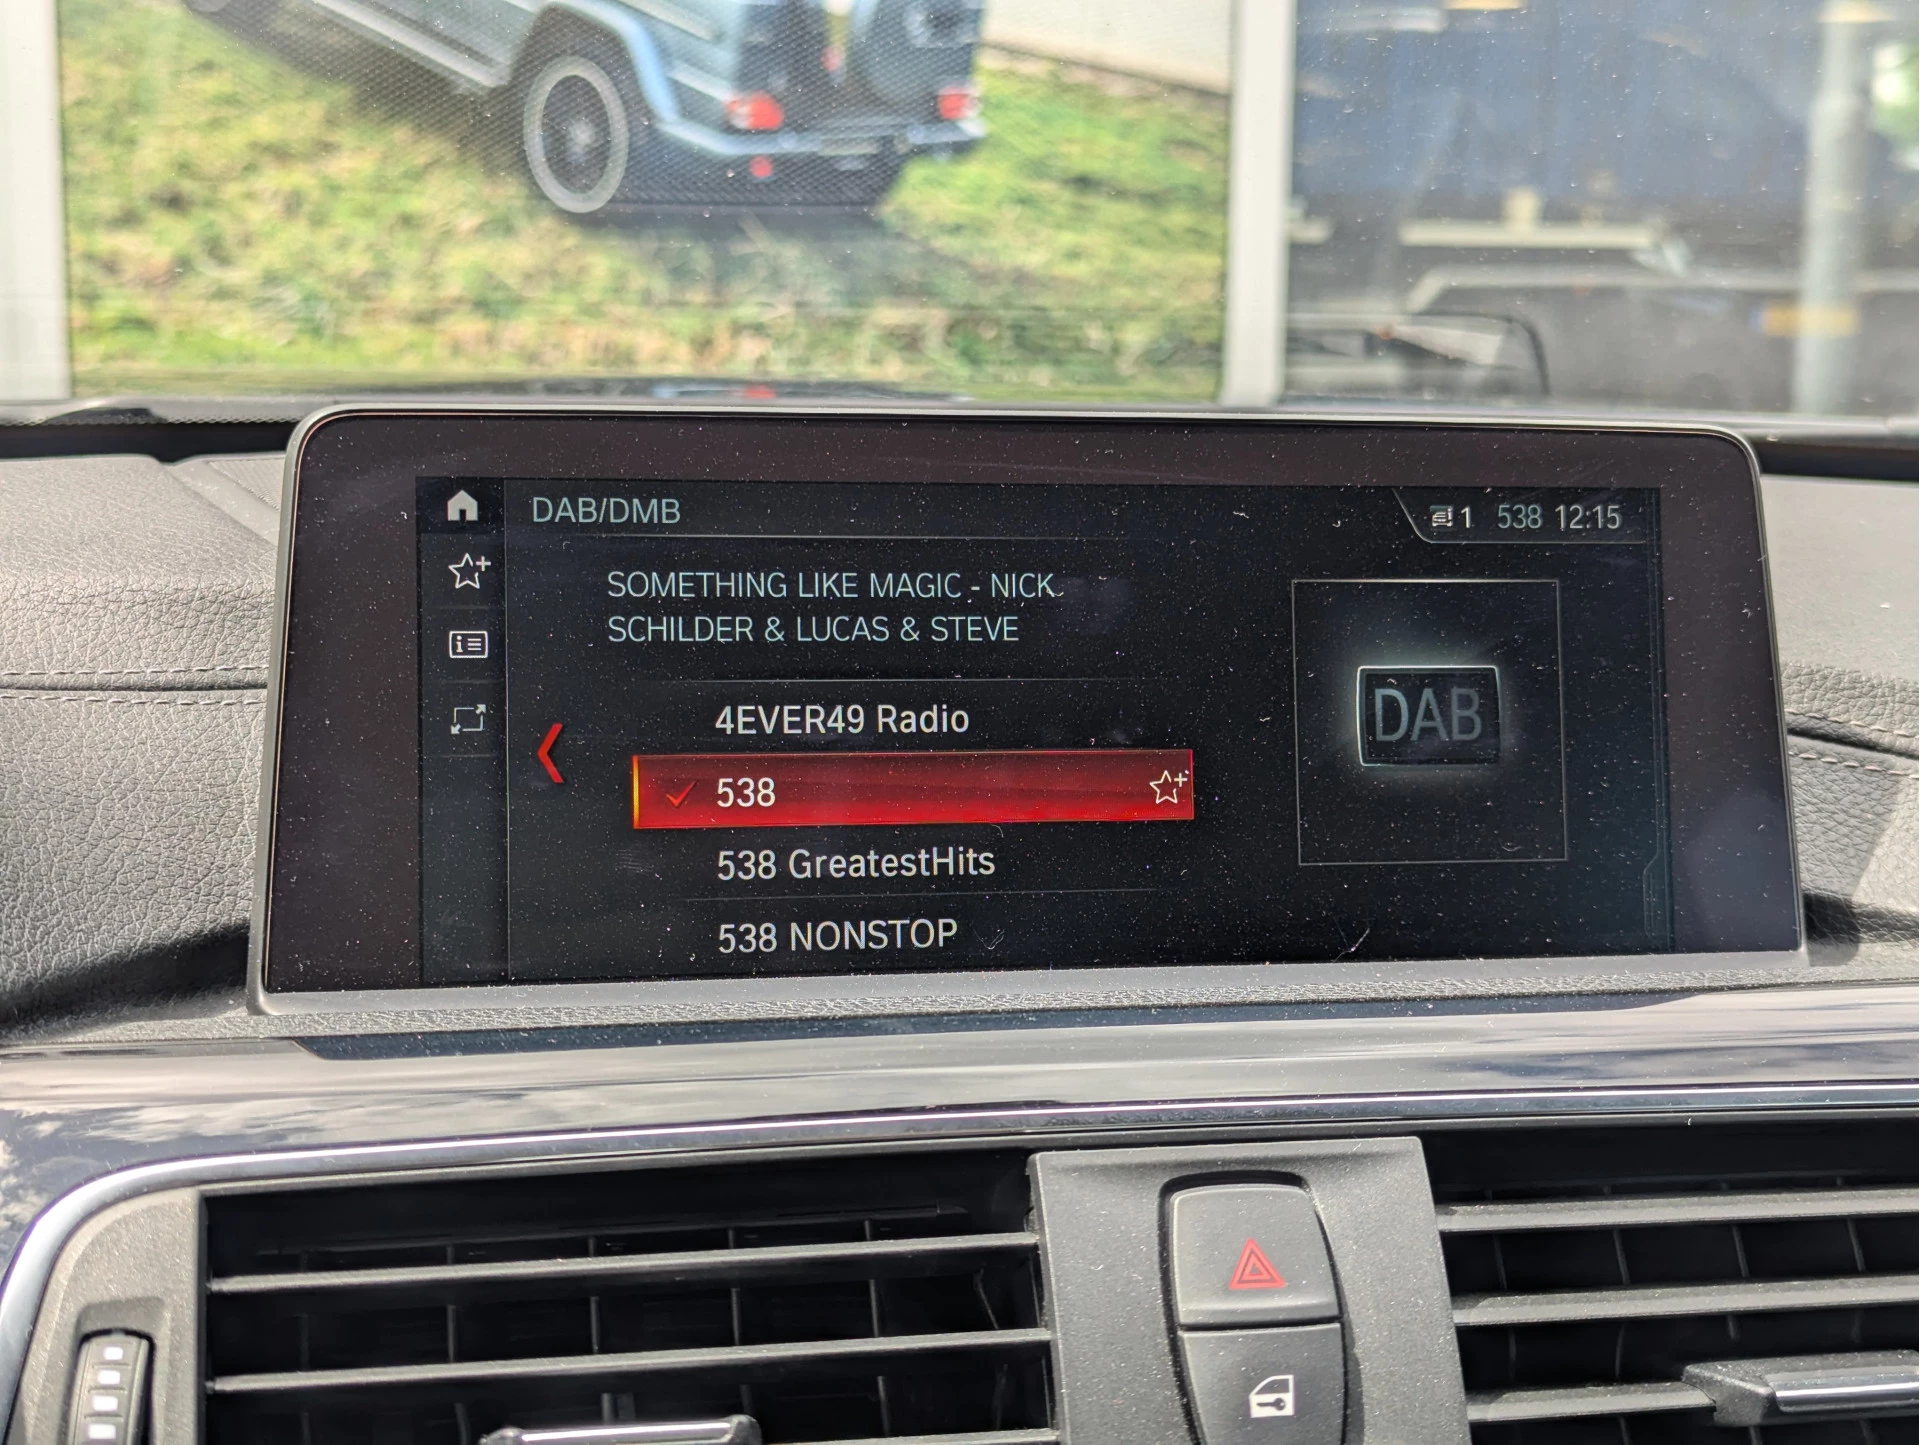 DAB/DMB
1 538 12:15
SOMETHING LIKE MAGIC - NICK
SCHILDER & LUCAS & STEVE
4EVER49 Radio
538
538 GreatestHits
538 NONSTOP
DAB